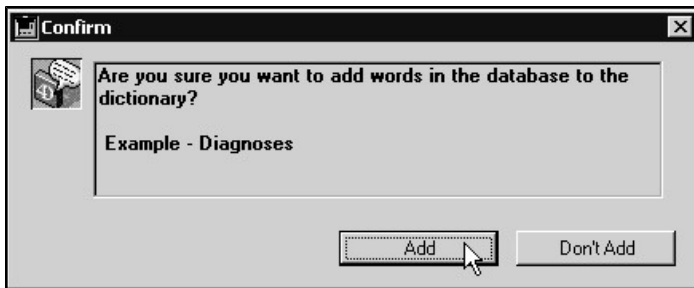 Confirm
Are you sure you want to add words in the database to the
dictionary?
Example - Diagnoses
Add
Don't Add